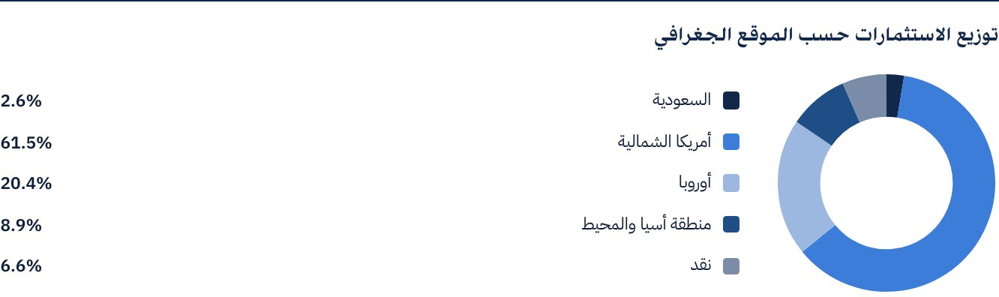 توزيع الاستثمارات حسب الموقع الجغرافي
السعودية 2.6%
أمريكا الشمالية 61.5%
أوروبا 20.4%
منطقة أسيا والمحيط 8.9%
نقد 6.6%